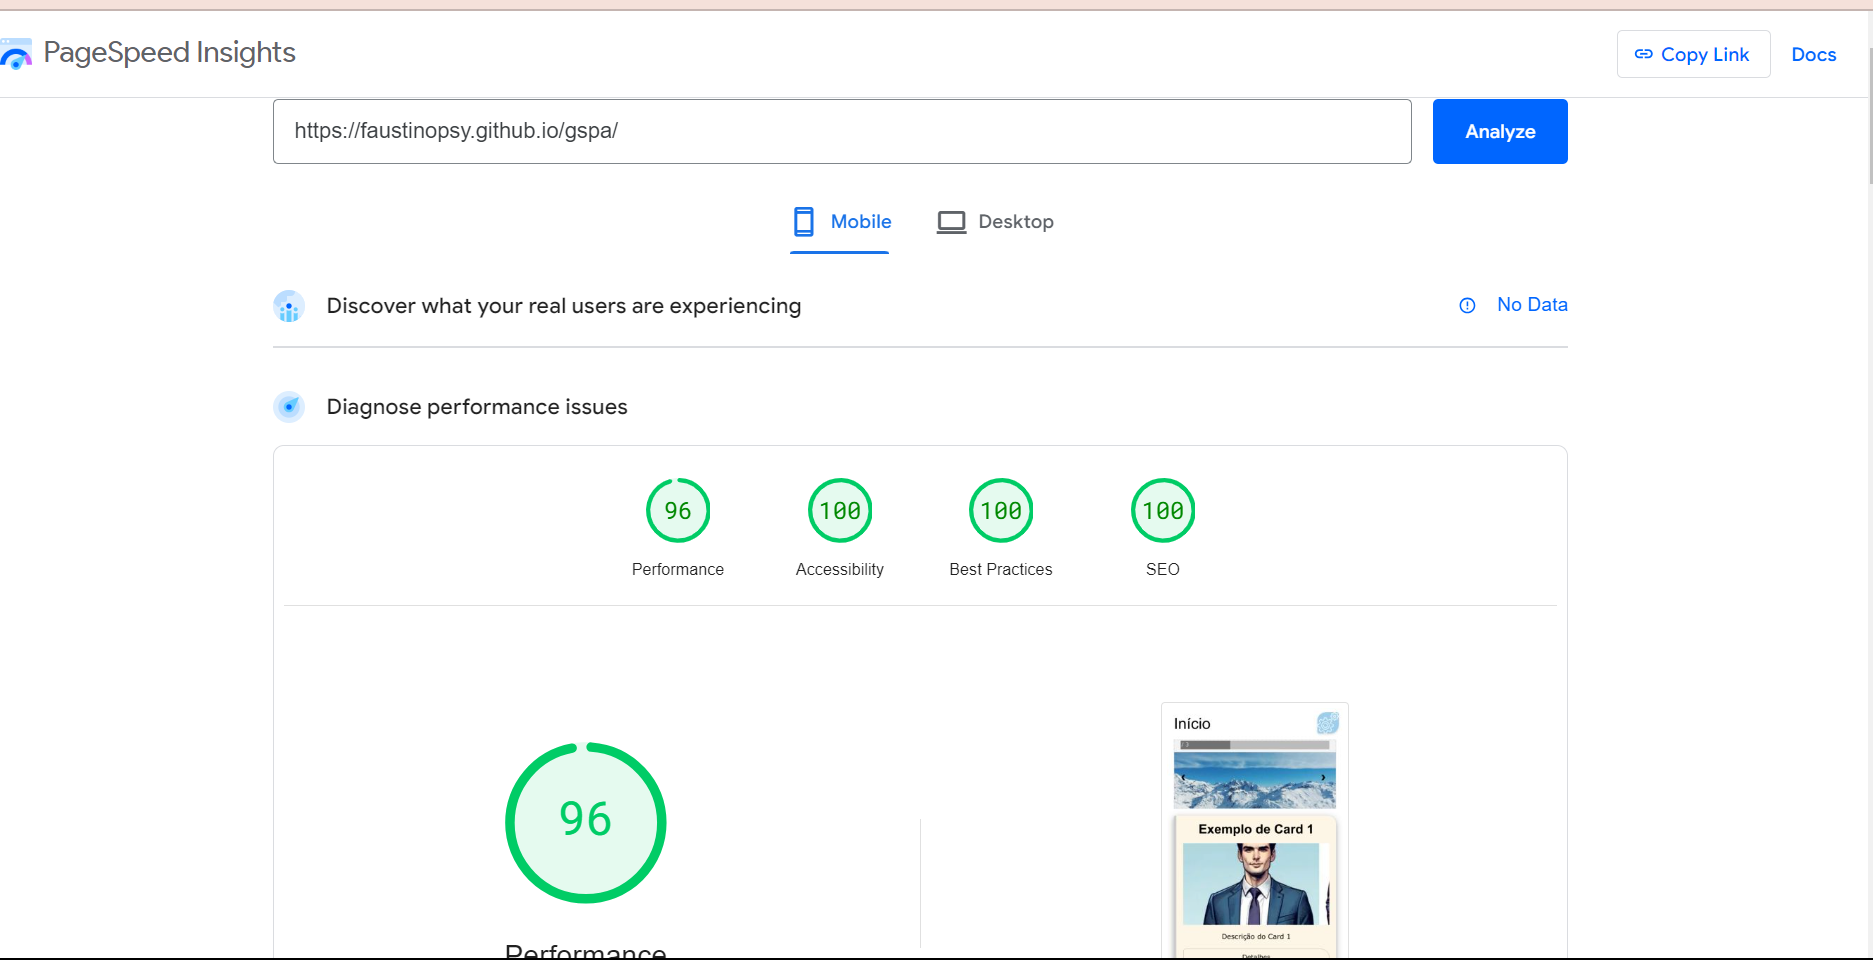 PageSpeed Insights
Copy Link
Docs
https://faustinopsy.github.io/gspa/
Analyze
Mobile
Desktop
Discover what your real users are experiencing
No Data
Diagnose performance issues
96
100
100
100
Performance
Accessibility
Best Practices
SEO
Início
96
Exemplo de Card 1
Descrição do Card 1
Detalhes
Performance